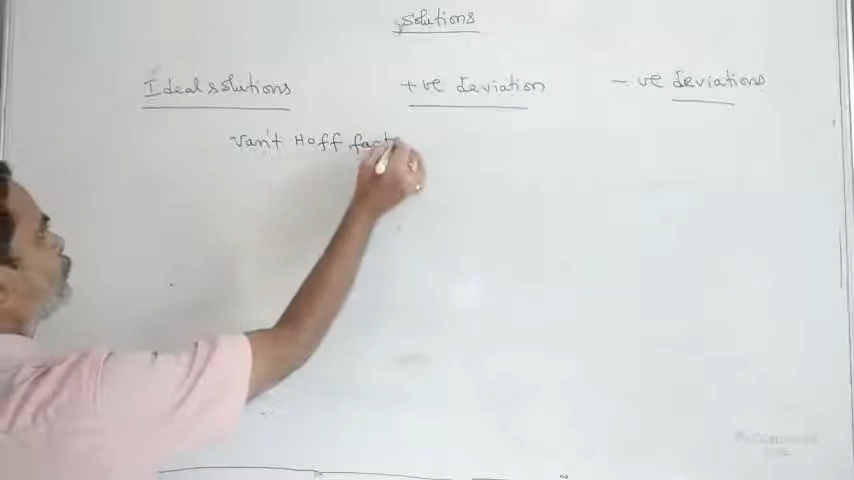 Solutions
Ideal solutions +ve deviation -ve deviations
Van't Hoff fact